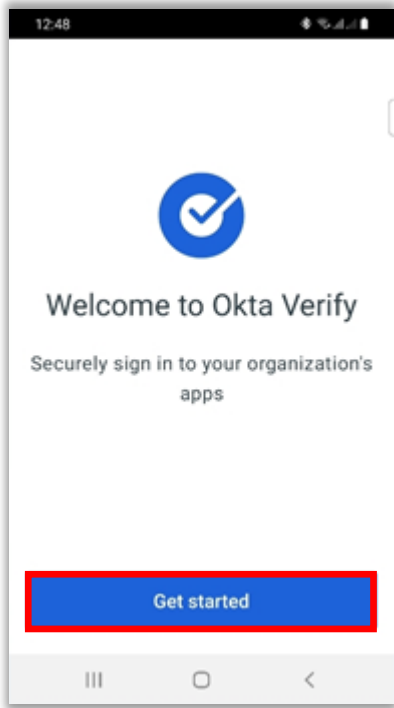 12:48
Welcome to Okta Verify
Securely sign in to your organization's
apps
Get started